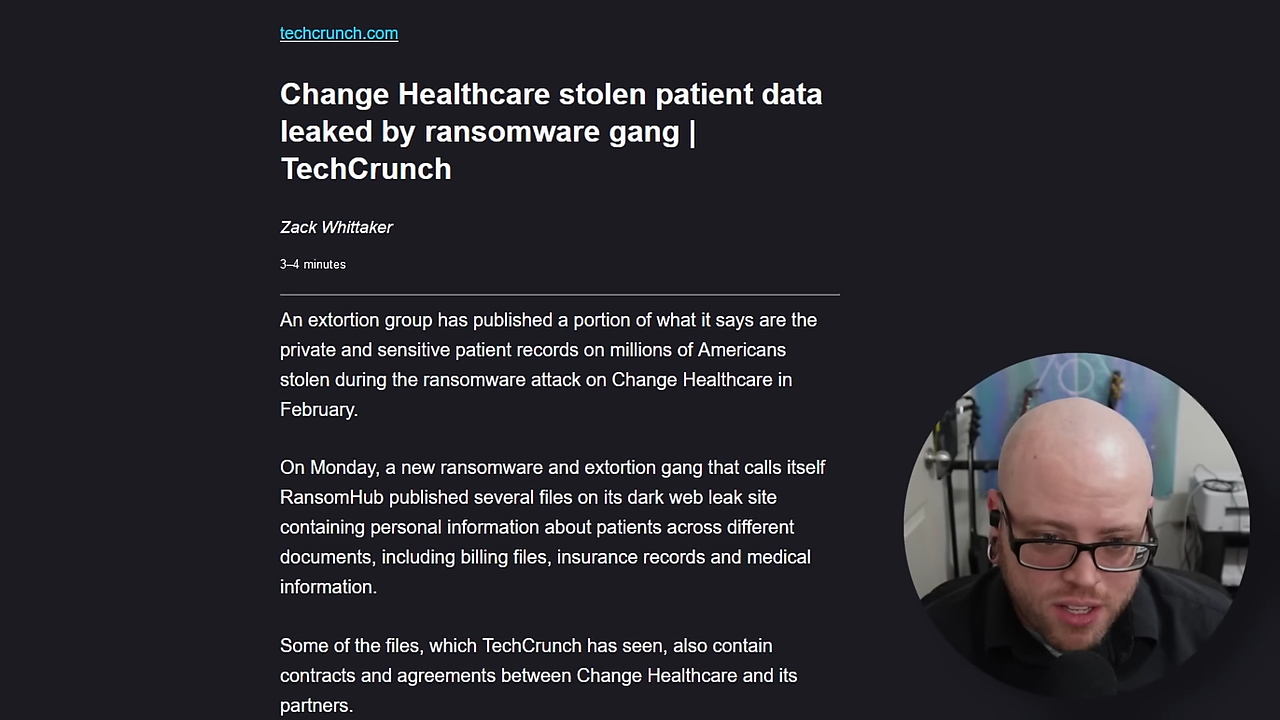 techcrunch.com
Change Healthcare stolen patient data
leaked by ransomware gang |
TechCrunch
Zack Whittaker
3–4 minutes
An extortion group has published a portion of what it says are the
private and sensitive patient records on millions of Americans
stolen during the ransomware attack on Change Healthcare in
February.
On Monday, a new ransomware and extortion gang that calls itself
RansomHub published several files on its dark web leak site
containing personal information about patients across different
documents, including billing files, insurance records and medical
information.
Some of the files, which TechCrunch has seen, also contain
contracts and agreements between Change Healthcare and its
partners.